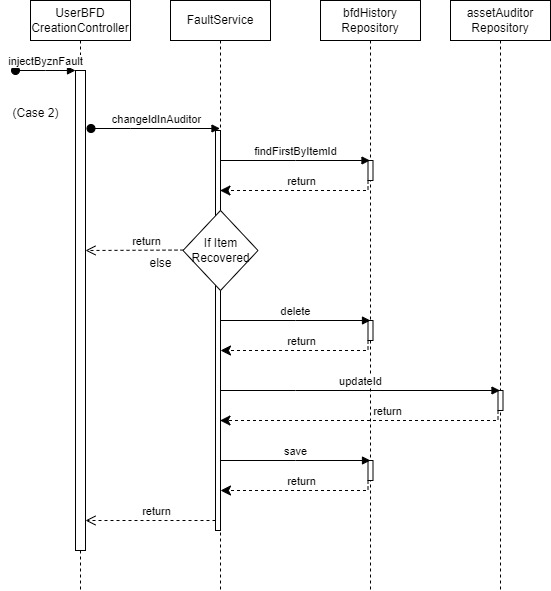 UserBFD
CreationController
FaultService
bfdHistory
Repository
assetAuditor
Repository
injectByznFault
(Case 2)
changeIdInAuditor
findFirstByItemId
return
If Item
Recovered
return
else
delete
return
updateId
return
save
return
return